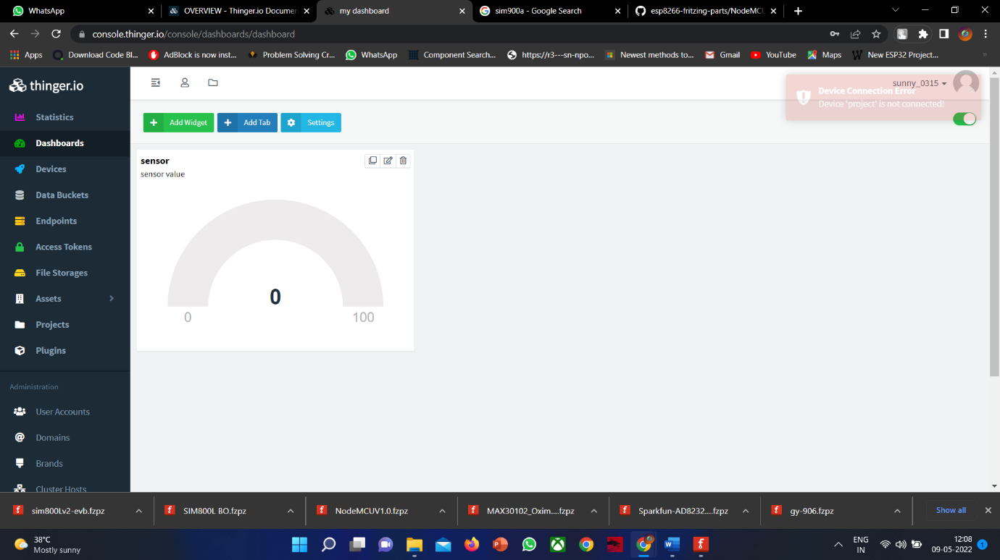 WhatsApp
OVERVIEW - Thinger.io Documen
my dashboard
sim900a - Google Search
esp8266-fritzing-parts/NodeMCU
console.thinger.io/console/dashboards/dashboard
Apps
Download Code Bl...
AdBlock is now inst...
Problem Solving Cr...
WhatsApp
Component Search...
https://r3---sn-npo...
Newest methods to...
Gmail
YouTube
Maps
New ESP32 Project...
thinger.io
sunny_0315
Device Connection Error
Device 'project' is not connected!
Statistics
Dashboards
Devices
Data Buckets
Endpoints
Access Tokens
File Storages
Assets
Projects
Plugins
Administration
User Accounts
Domains
Brands
Cluster Hosts
Add Widget
Add Tab
Settings
sensor
sensor value
0
0
100
sim800Lv2-evb.fzpz
SIM800L BO.fzpz
NodeMCUV1.0.fzpz
MAX30102_Oxim....fzpz
Sparkfun-AD8232....fzpz
gy-906.fzpz
Show all
38°C
Mostly sunny
ENG
IN
12:08
09-05-2022
1